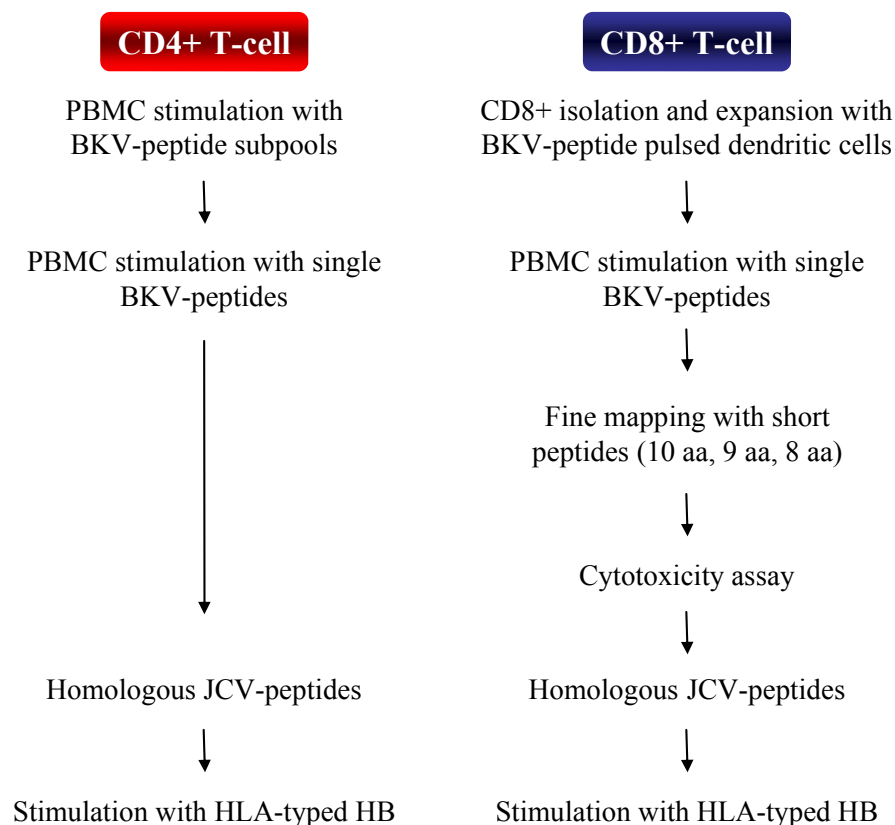 CD4+ T-cell
PBMC stimulation with
BKV-peptide subpools
PBMC stimulation with single
BKV-peptides
Homologous JCV-peptides
Stimulation with HLA-typed HB
CD8+ T-cell
CD8+ isolation and expansion with
BKV-peptide pulsed dendritic cells
PBMC stimulation with single
BKV-peptides
Fine mapping with short
peptides (10 aa, 9 aa, 8 aa)
Cytotoxicity assay
Homologous JCV-peptides
Stimulation with HLA-typed HB